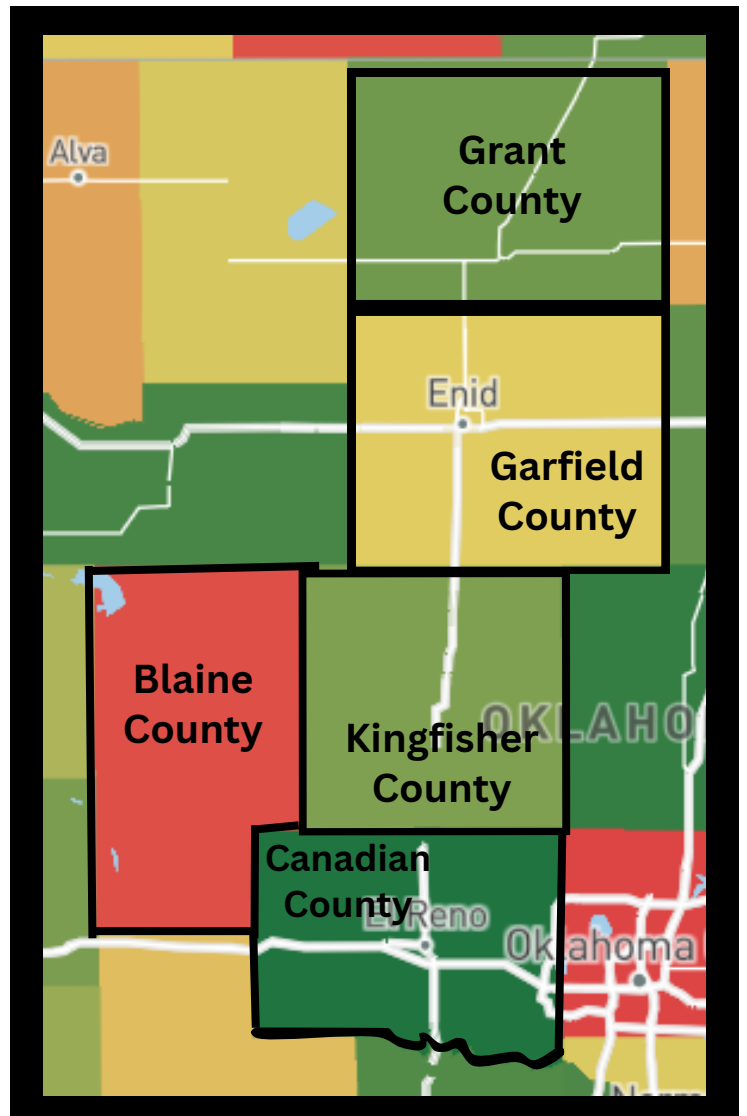 Alva
Grant
County
Enid
Garfield
County
Blaine
County
OKLAHO
Kingfisher
County
Canadian
County
El Reno
Oklahoma